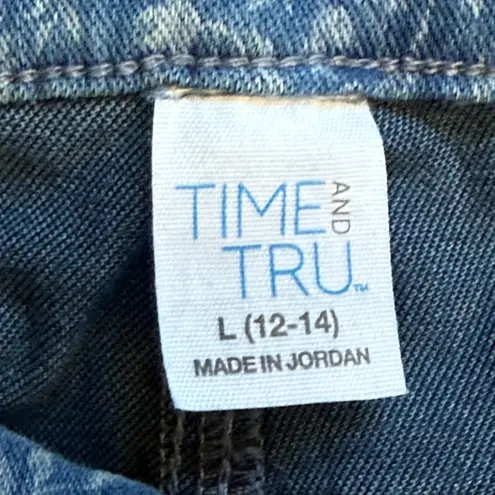 TIME AND
TRU™
L (12-14)
MADE IN JORDAN